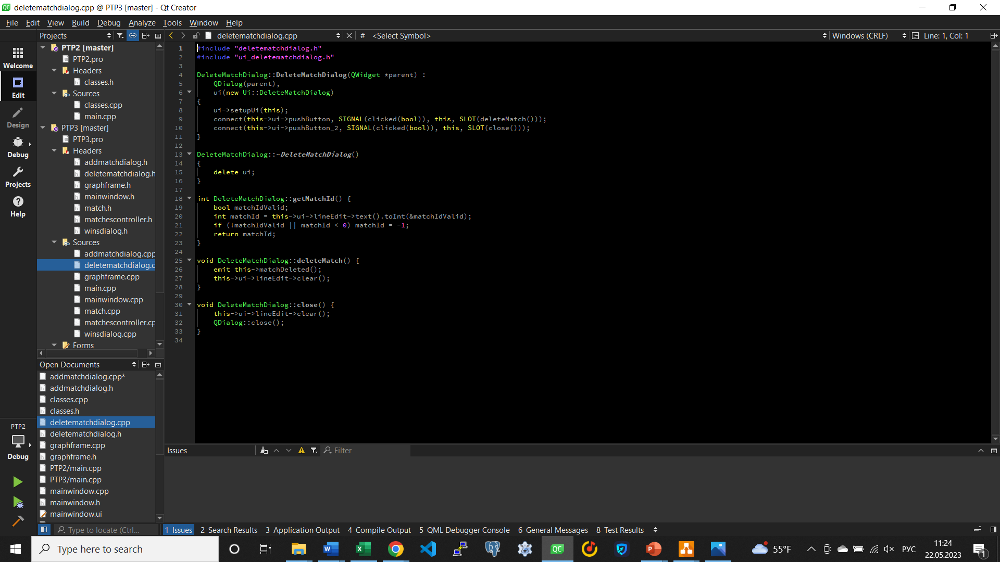 deletematchdialog.cpp @ PTP3 [master] - Qt Creator
File Edit View Build Debug Analyze Tools Window Help
Projects
deletematchdialog.cpp
# <Select Symbol>
Windows (CRLF)
Line: 1, Col: 1
Welcome
Edit
Design
Debug
Projects
Help
PTP2 [master]
PTP2.pro
Headers
classes.h
Sources
classes.cpp
main.cpp
PTP3 [master]
PTP3.pro
Headers
addmatchdialog.h
deletematchdialog.h
graphframe.h
mainwindow.h
match.h
matchescontroller.h
winsdialog.h
Sources
addmatchdialog.cpp
deletematchdialog.c
graphframe.cpp
main.cpp
mainwindow.cpp
match.cpp
matchescontroller.cp
winsdialog.cpp
Forms
Open Documents
addmatchdialog.cpp*
addmatchdialog.h
classes.cpp
classes.h
deletematchdialog.cpp
deletematchdialog.h
graphframe.cpp
graphframe.h
PTP2/main.cpp
PTP3/main.cpp
mainwindow.cpp
mainwindow.h
mainwindow.ui
PTP2
Debug
1 #include "deletematchdialog.h"
2 #include "ui_deletematchdialog.h"
3
4 DeleteMatchDialog::DeleteMatchDialog(QWidget *parent) :
5 QDialog(parent),
6 ui(new Ui::DeleteMatchDialog)
7 {
8 ui->setupUi(this);
9 connect(this->ui->pushButton, SIGNAL(clicked(bool)), this, SLOT(deleteMatch()));
10 connect(this->ui->pushButton_2, SIGNAL(clicked(bool)), this, SLOT(close()));
11 }
12
13 DeleteMatchDialog::~DeleteMatchDialog()
14 {
15 delete ui;
16 }
17
18 int DeleteMatchDialog::getMatchId() {
19 bool matchIdValid;
20 int matchId = this->ui->lineEdit->text().toInt(&matchIdValid);
21 if (!matchIdValid || matchId < 0) matchId = -1;
22 return matchId;
23 }
24
25 void DeleteMatchDialog::deleteMatch() {
26 emit this->matchDeleted();
27 this->ui->lineEdit->clear();
28 }
29
30 void DeleteMatchDialog::close() {
31 this->ui->lineEdit->clear();
32 QDialog::close();
33 }
34
Issues
Filter
Type to locate (Ctrl...
1 Issues 2 Search Results 3 Application Output 4 Compile Output 5 QML Debugger Console 6 General Messages 8 Test Results
Type here to search
55°F
РУС
11:24
22.05.2023
1